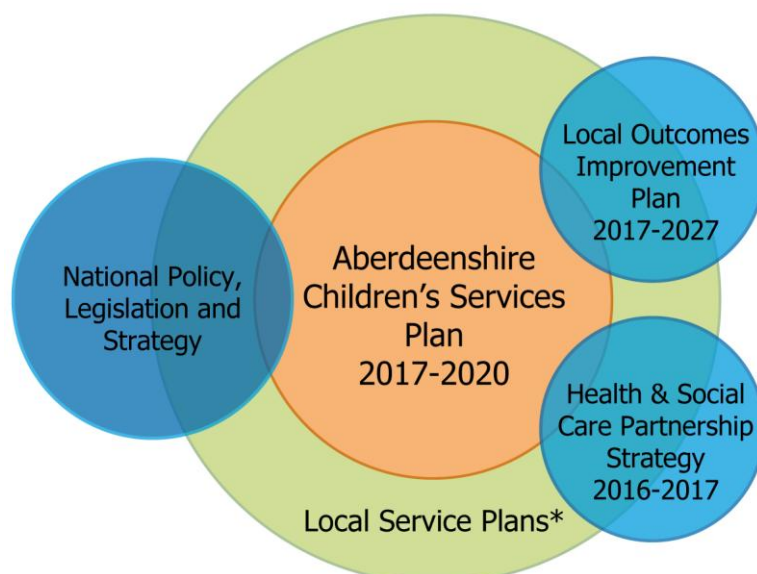 National Policy,
Legislation and
Strategy
Aberdeenshire
Children’s Services
Plan
2017-2020
Local Outcomes
Improvement
Plan
2017-2027
Health & Social
Care Partnership
Strategy
2016-2017
Local Service Plans*